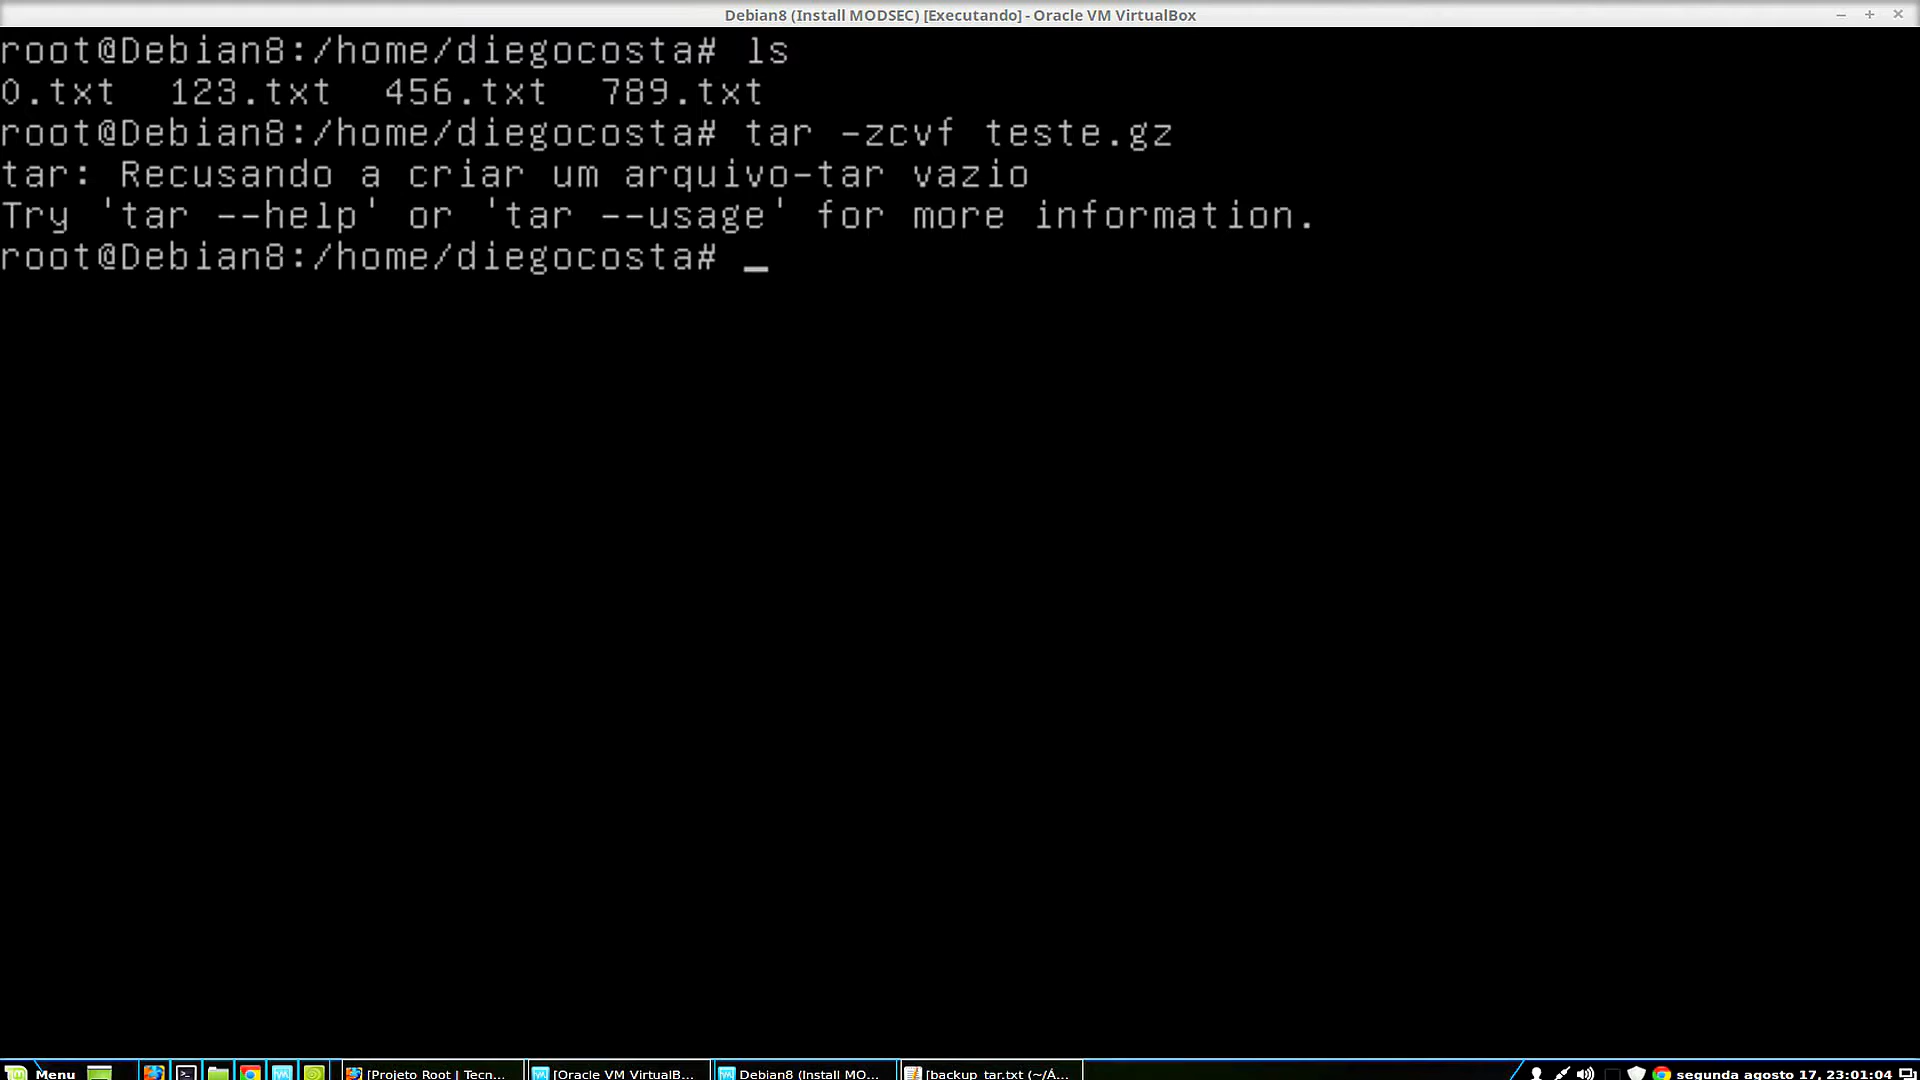 Debian8 (Install MODSEC) [Executando] - Oracle VM VirtualBox
root@Debian8:/home/diegocosta# ls
0.txt 123.txt 456.txt 789.txt
root@Debian8:/home/diegocosta# tar -zcvf teste.gz
tar: Recusando a criar um arquivo-tar vazio
Try 'tar --help' or 'tar --usage' for more information.
root@Debian8:/home/diegocosta# _
Menu [Projeto Root | Tecn... [Oracle VM VirtualB... Debian8 (Install MO... [backup_tar.txt (~/Á... segunda agosto 17, 23:01:04